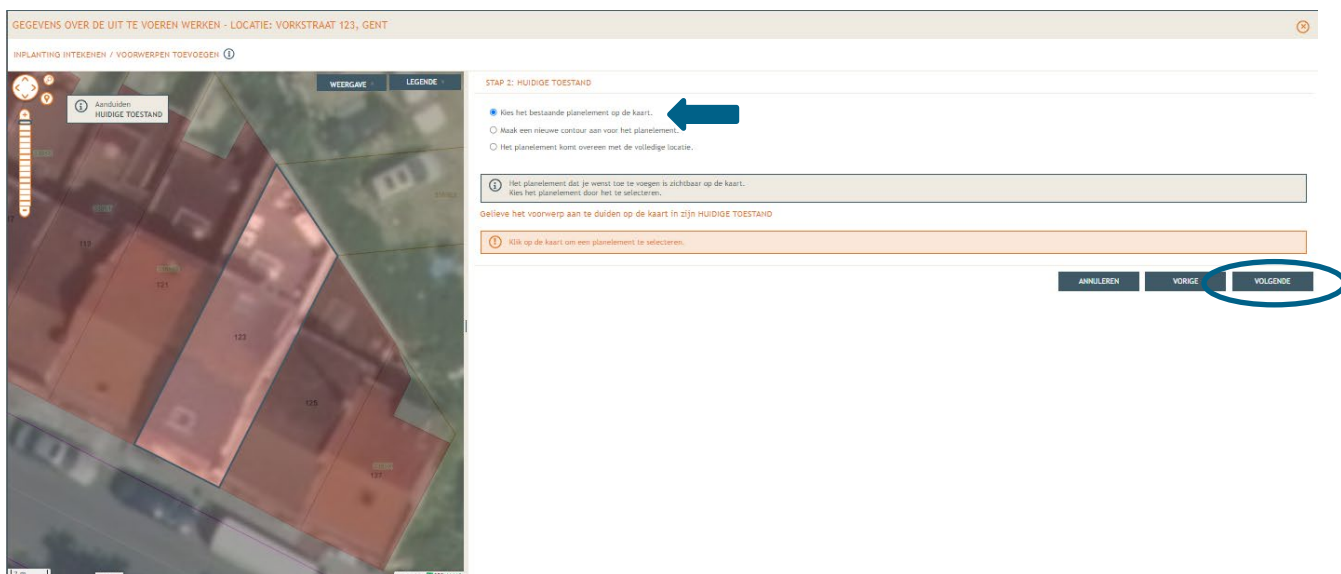 GEGEVENS OVER DE UIT TE VOEREN WERKEN - LOCATIE: VORKSTRAAT 123, GENT
INPLANTING INTEKENEN / VOORWERPEN TOEVOEGEN
WEERGAVE
LEGENDE
Aanduiden
HUIDIGE TOESTAND
119
121
123
125
127
STAP 2: HUIDIGE TOESTAND
Kies het bestaande planelement op de kaart.
Maak een nieuwe contour aan voor het planelement.
Het planelement komt overeen met de volledige locatie.
Het planelement dat je wenst toe te voegen is zichtbaar op de kaart.
Kies het planelement door het te selecteren.
Gelieve het voorwerp aan te duiden op de kaart in zijn HUIDIGE TOESTAND
Klik op de kaart om een planelement te selecteren.
ANNULEREN
VORIGE
VOLGENDE